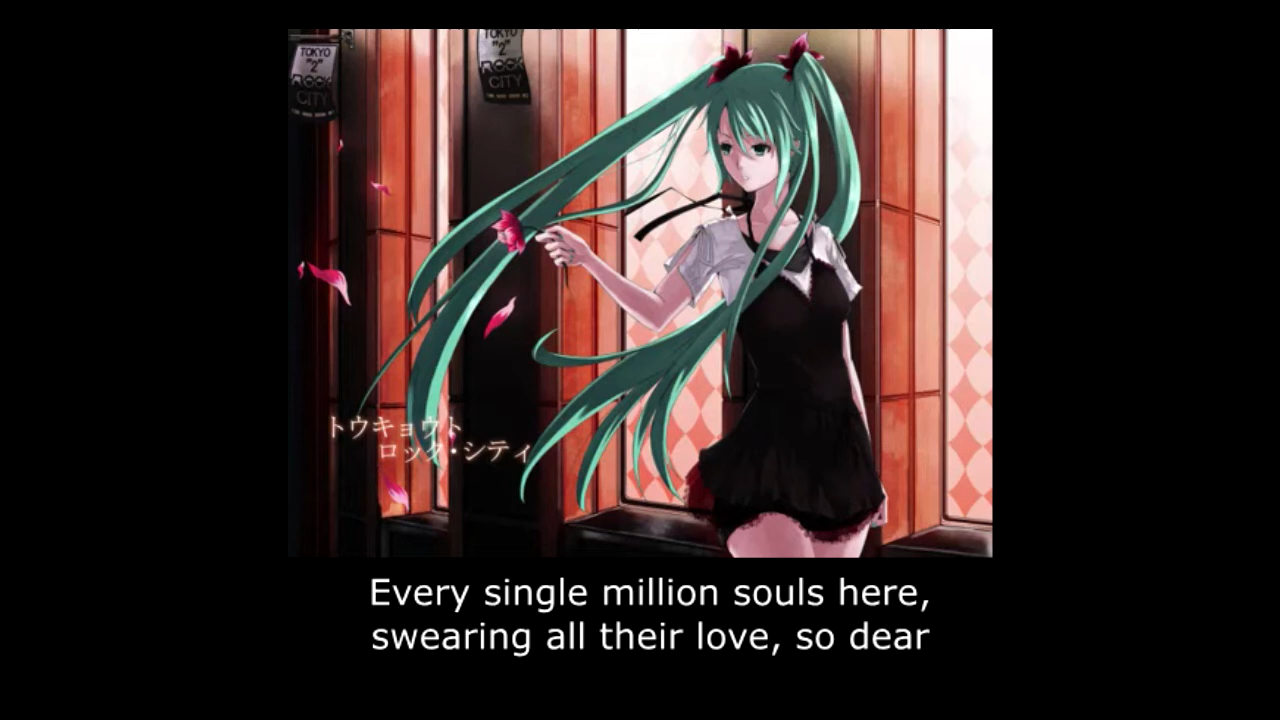 TOKYO
"2"
ROCK
CITY
TOKYO
"2"
ROCK
CITY
トウキョウト
ロック・シティ
Every single million souls here,
swearing all their love, so dear